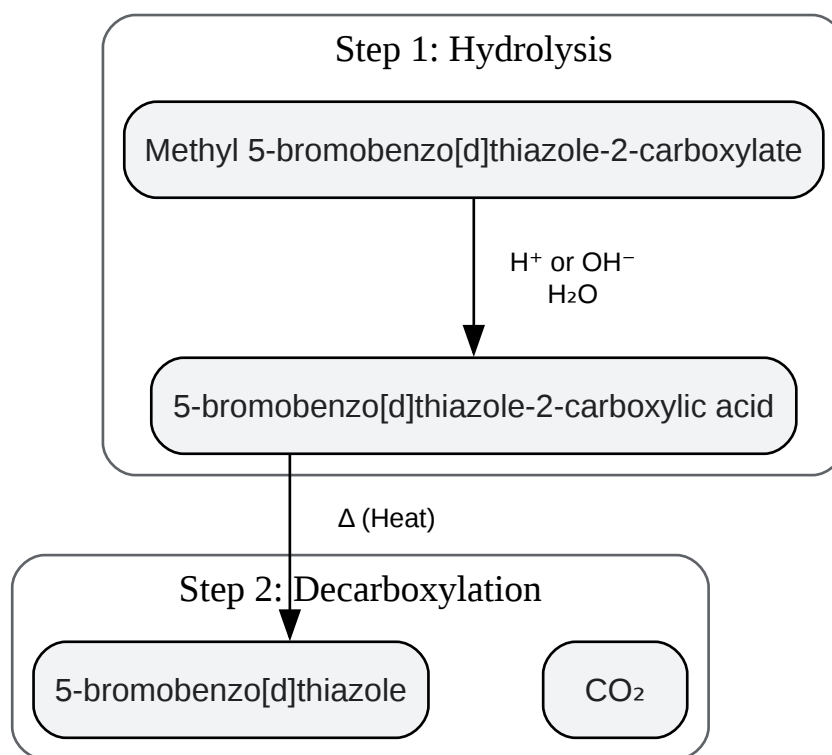 Step 1: Hydrolysis
Methyl 5-bromobenzo[d]thiazole-2-carboxylate
H⁺ or OH⁻
H₂O
5-bromobenzo[d]thiazole-2-carboxylic acid
Δ (Heat)
Step 2: Decarboxylation
5-bromobenzo[d]thiazole
CO₂